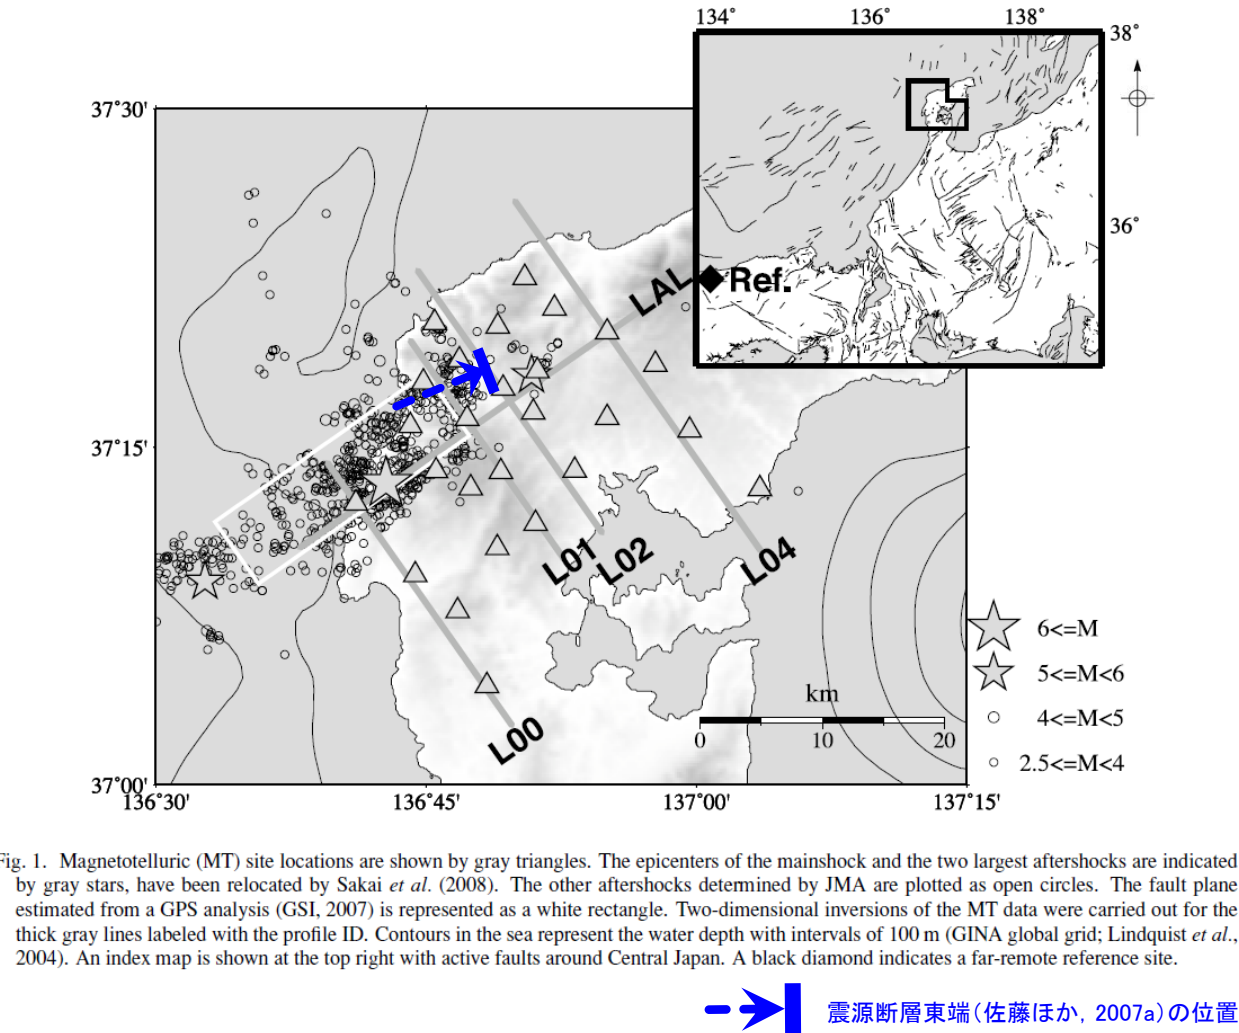 134°
136°
138°
38°
36°
37°30'
37°15'
37°00'
136°30'
136°45'
137°00'
137°15'
LAL
Ref.
L01
L02
L04
L00
km
0
10
20
6<=M
5<=M<6
4<=M<5
2.5<=M<4
Fig. 1. Magnetotelluric (MT) site locations are shown by gray triangles. The epicenters of the mainshock and the two largest aftershocks are indicated
by gray stars, have been relocated by Sakai et al. (2008). The other aftershocks determined by JMA are plotted as open circles. The fault plane
estimated from a GPS analysis (GSI, 2007) is represented as a white rectangle. Two-dimensional inversions of the MT data were carried out for the
thick gray lines labeled with the profile ID. Contours in the sea represent the water depth with intervals of 100 m (GINA global grid; Lindquist et al.,
2004). An index map is shown at the top right with active faults around Central Japan. A black diamond indicates a far-remote reference site.
震源断層東端（佐藤ほか，2007a）の位置